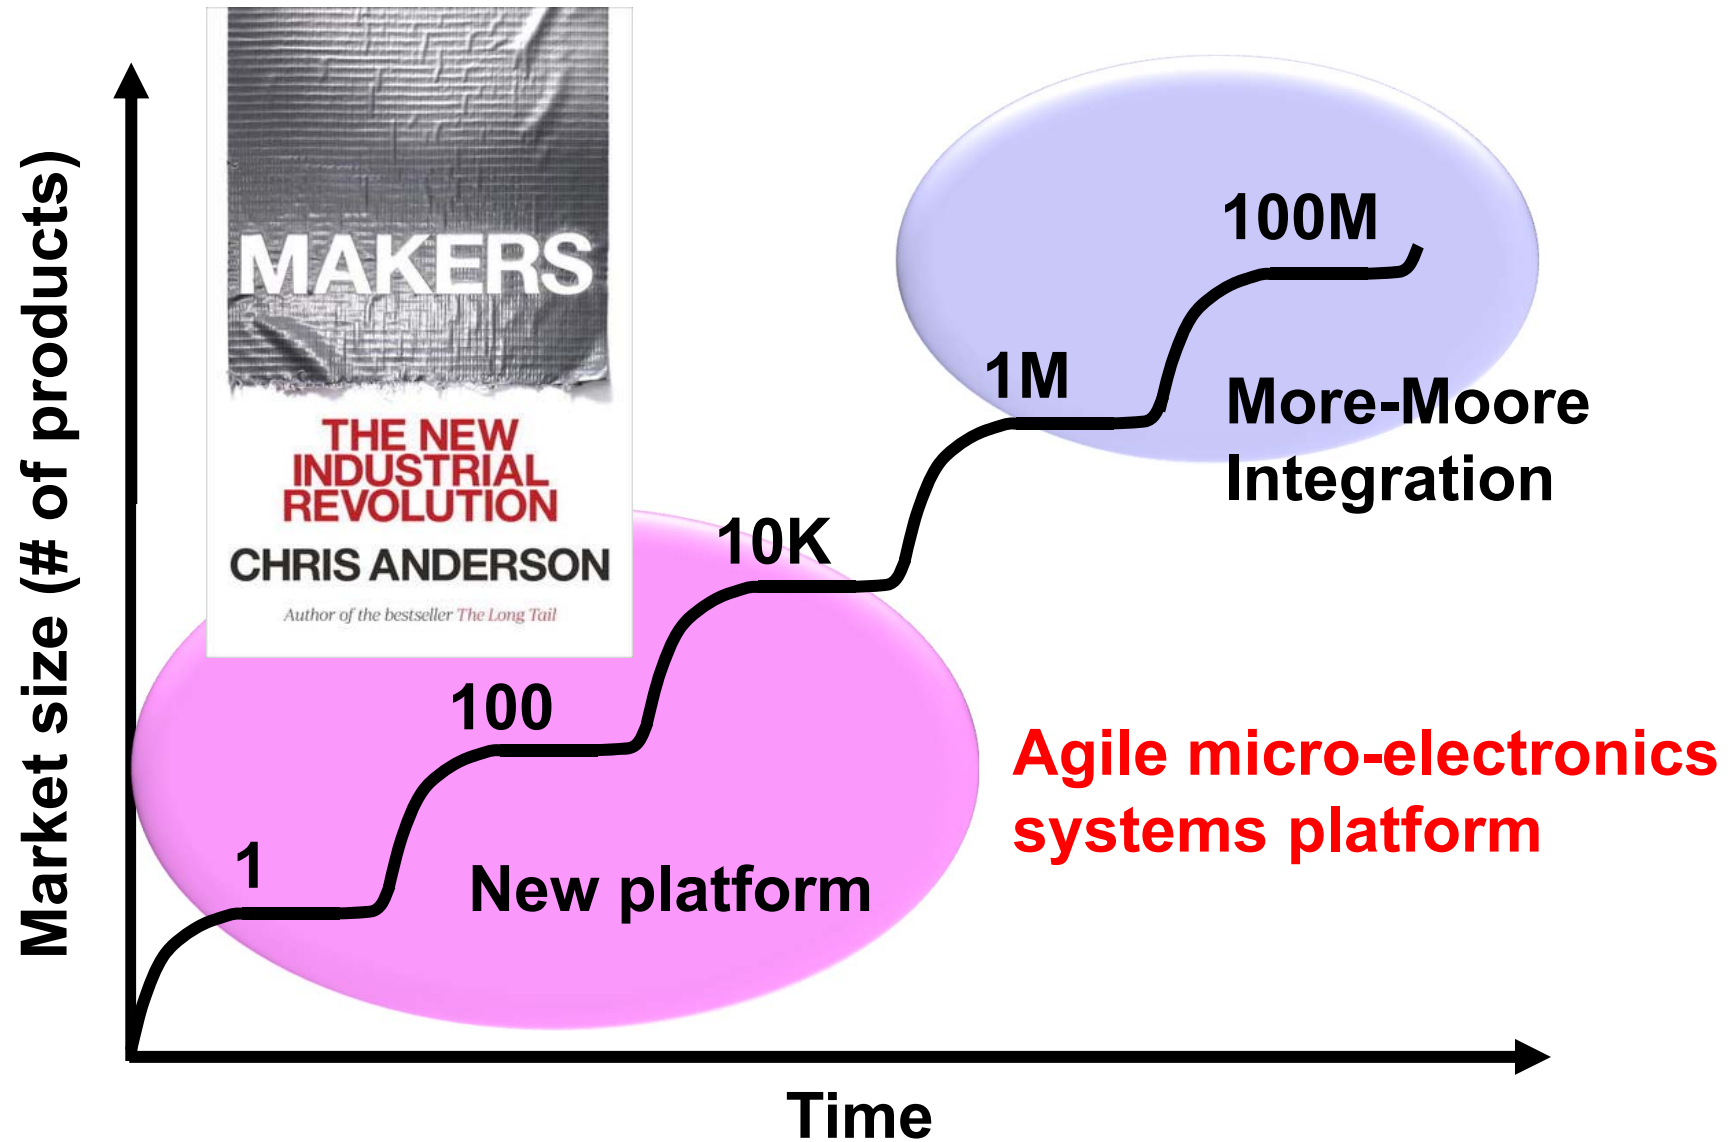 Market size (# of products)
MAKERS
THE NEW
INDUSTRIAL
REVOLUTION
CHRIS ANDERSON
Author of the bestseller The Long Tail
100M
1M
More-Moore
Integration
10K
100
Agile micro-electronics
systems platform
1
New platform
Time